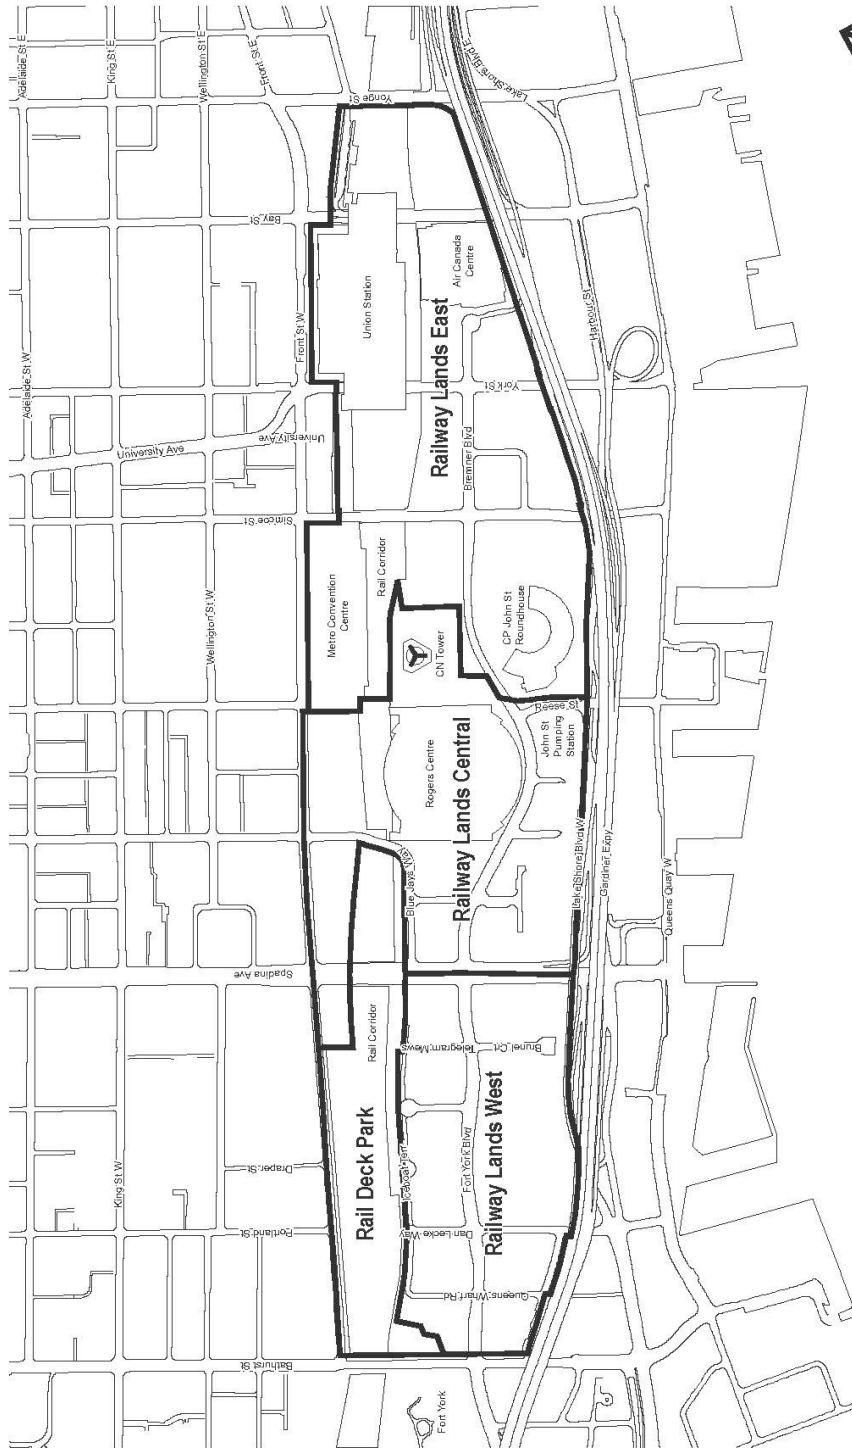 Adelaide St E
King St E
Wellington St E
Front St E
Lake Shore Blvd E
Yonge St
Bay St
Union Station
Air Canada
Centre
Railway Lands East
Front St W
Harbour St
Adelaide St W
York St
University Ave
University Ave
Bremner Blvd
Simcoe St
Rail Corridor
Metro Convention
Centre
Wellington St W
CN Tower
CP John St
Roundhouse
Reese St
John St
Pumping
Station
Rogers Centre
Railway Lands Central
Blue Jays Way
Lake Shore Blvd W
Gardiner Expy
Queens Quay W
Spadina Ave
Rail Corridor
Telegram Mews
Brunel Crt
Rail Deck Park
Railway Lands West
King St W
Draper St
Iceboat Terr
Fort York Blvd
Portland St
Dan Leckie Way
Queens Wharf Rd
Bathurst St
Fort York